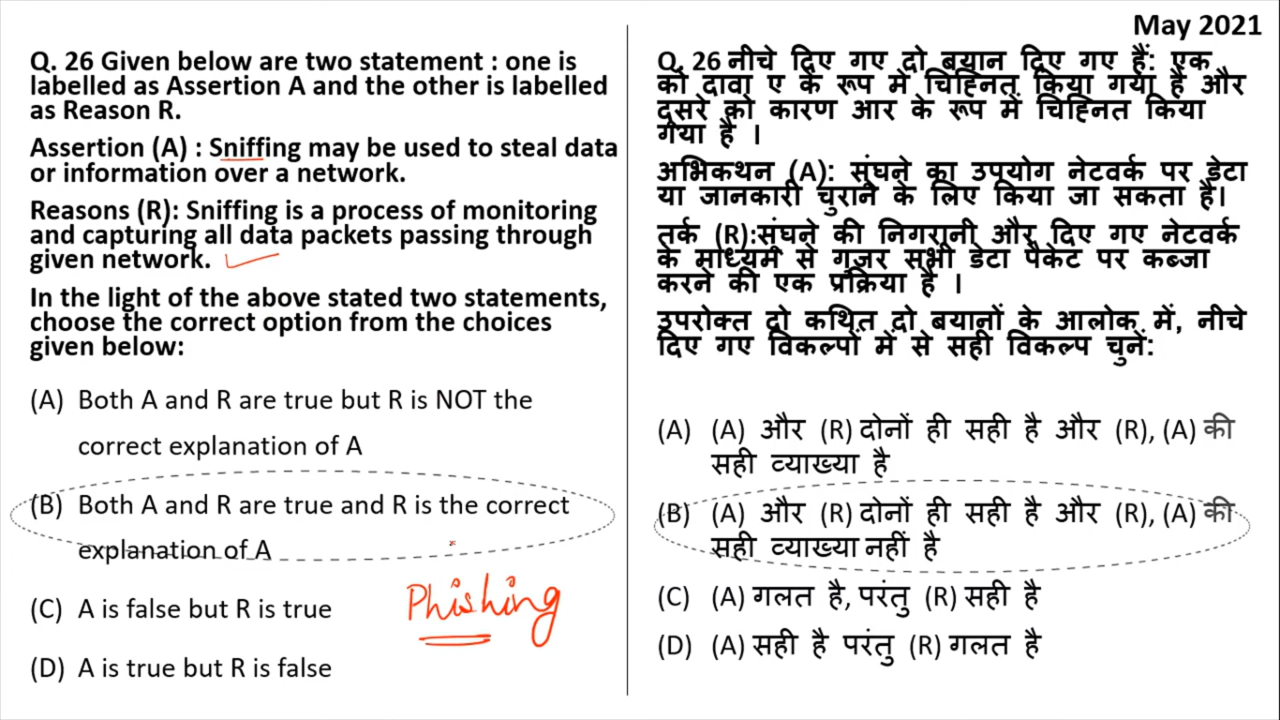 May 2021
Q. 26 Given below are two statement : one is
labelled as Assertion A and the other is labelled
as Reason R.
Assertion (A) : Sniffing may be used to steal data
or information over a network.
Reasons (R): Sniffing is a process of monitoring
and capturing all data packets passing through
given network.
In the light of the above stated two statements,
choose the correct option from the choices
given below:
(A) Both A and R are true but R is NOT the
correct explanation of A
(B) Both A and R are true and R is the correct
explanation of A
(C) A is false but R is true
(D) A is true but R is false
Phishing
Q. 26 नीचे दिए गए दो बयान दिए गए हैं: एक
को दावा ए के रूप में चिह्नित किया गया है और
दूसरे को कारण आर के रूप में चिह्नित किया
गया है ।
अभिकथन (A): सूंघने का उपयोग नेटवर्क पर डेटा
या जानकारी चुराने के लिए किया जा सकता है।
तर्क (R):सूंघने की निगरानी और दिए गए नेटवर्क
के माध्यम से गुजर सभी डेटा पैकेट पर कब्जा
करने की एक प्रक्रिया है ।
उपरोक्त दो कथित दो बयानों के आलोक में, नीचे
दिए गए विकल्पों में से सही विकल्प चुनें:
(A) (A) और (R) दोनों ही सही है और (R), (A) की
सही व्याख्या है
(B) (A) और (R) दोनों ही सही है और (R), (A) की
सही व्याख्या नहीं है
(C) (A) गलत है, परंतु (R) सही है
(D) (A) सही है परंतु (R) गलत है